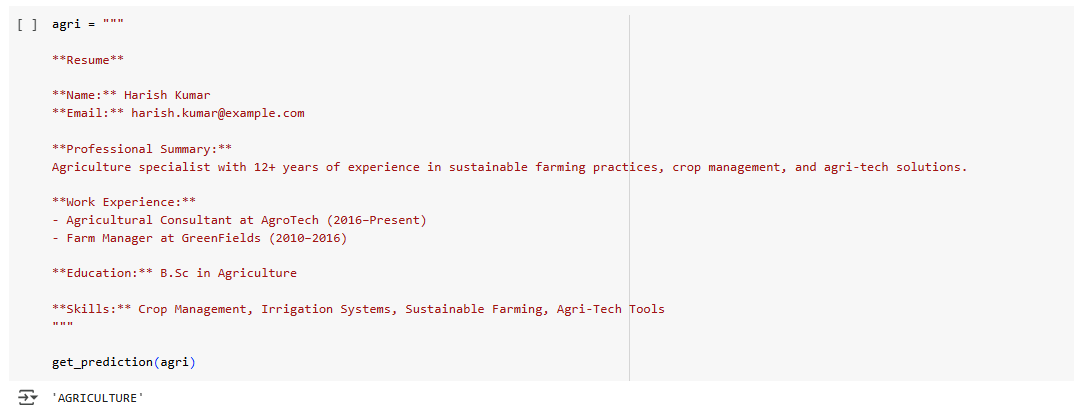 [ ] agri = """
**Resume**
**Name:** Harish Kumar
**Email:** harish.kumar@example.com
**Professional Summary:**
Agriculture specialist with 12+ years of experience in sustainable farming practices, crop management, and agri-tech solutions.
**Work Experience:**
- Agricultural Consultant at AgroTech (2016–Present)
- Farm Manager at GreenFields (2010–2016)
**Education:** B.Sc in Agriculture
**Skills:** Crop Management, Irrigation Systems, Sustainable Farming, Agri-Tech Tools
"""
get_prediction(agri)
'AGRICULTURE'